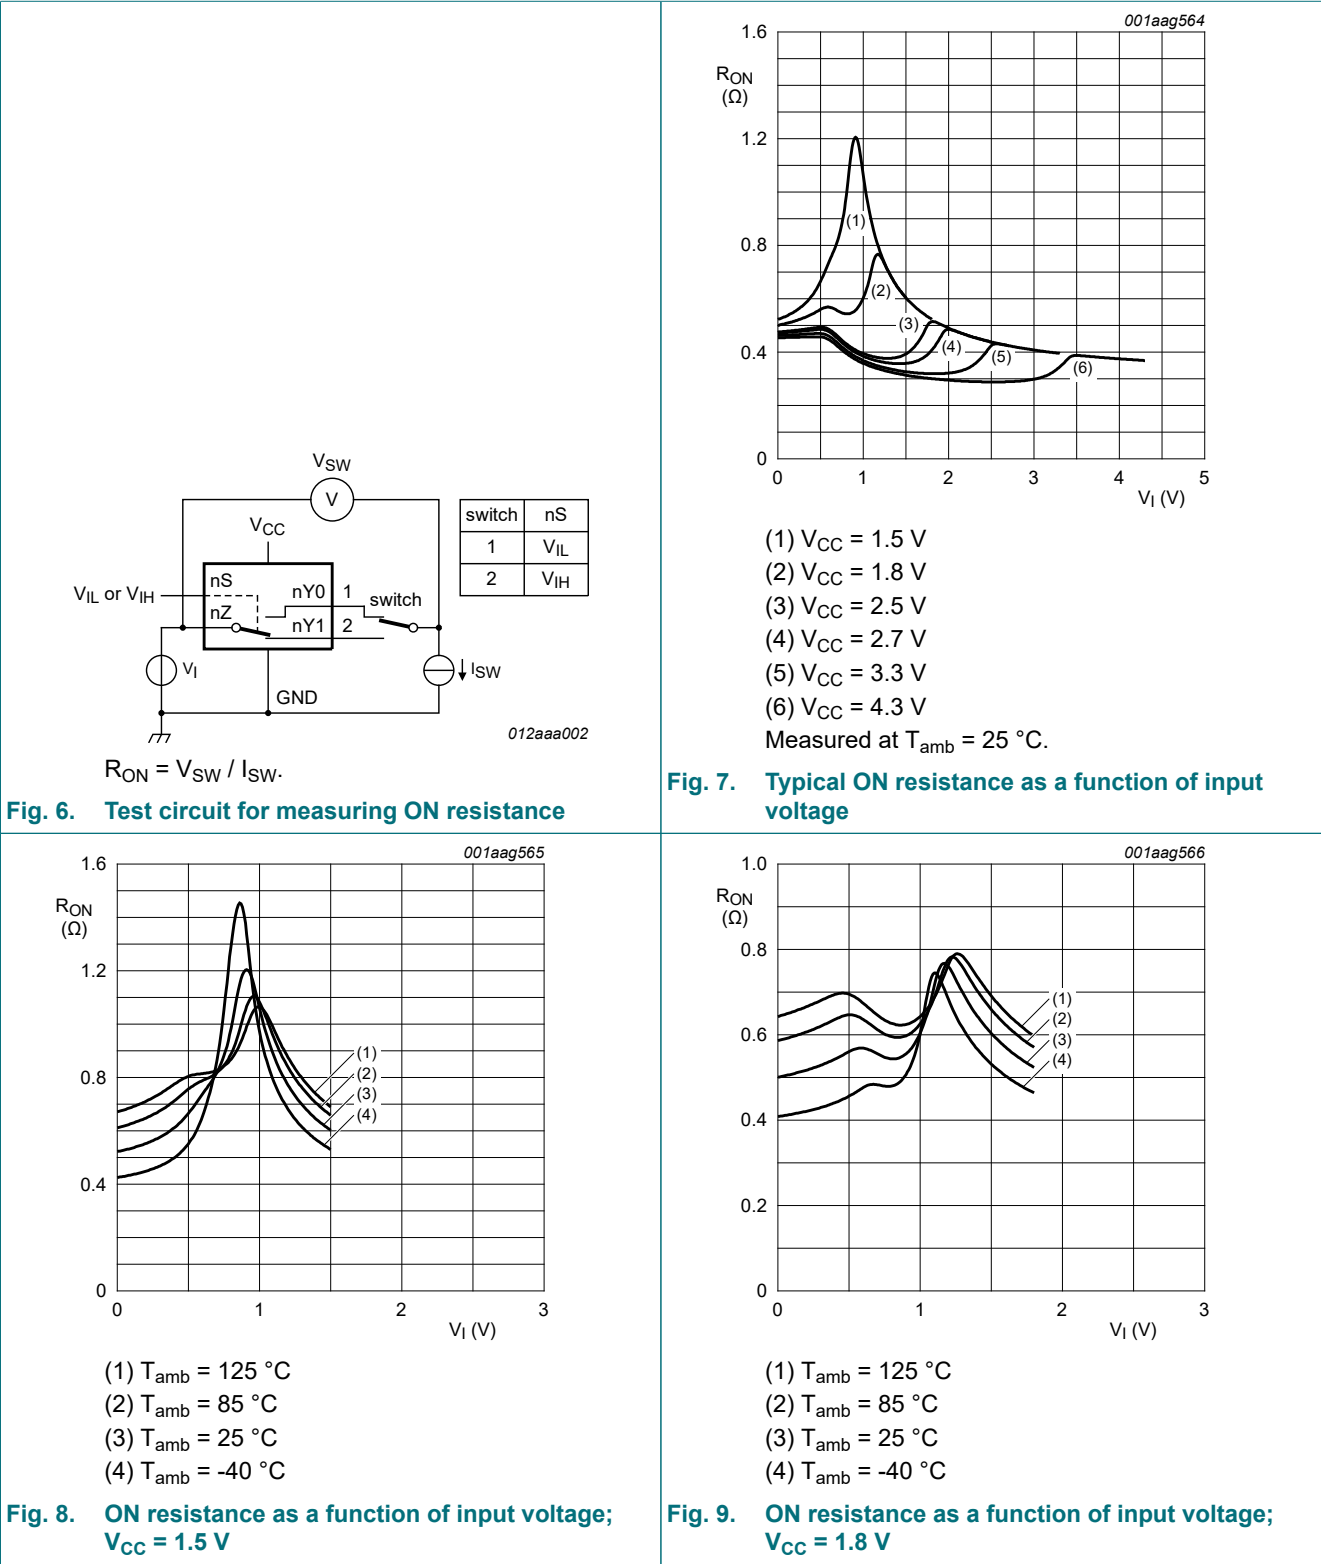 V_SW
V
V_CC
V_IL or V_IH
nS
nZ
nY0
nY1
1
2
switch
V_I
GND
I_SW
switch nS
1 V_IL
2 V_IH
012aaa002
R_ON = V_SW / I_SW.
Fig. 6. Test circuit for measuring ON resistance
001aag564
R_ON
(Ω)
1.6
1.2
0.8
0.4
0
0 1 2 3 4 5
V_I (V)
(1)
(2)
(3)
(4)
(5)
(6)
(1) V_CC = 1.5 V
(2) V_CC = 1.8 V
(3) V_CC = 2.5 V
(4) V_CC = 2.7 V
(5) V_CC = 3.3 V
(6) V_CC = 4.3 V
Measured at T_amb = 25 °C.
Fig. 7. Typical ON resistance as a function of input
voltage
001aag565
R_ON
(Ω)
1.6
1.2
0.8
0.4
0
0 1 2 3
V_I (V)
(1)
(2)
(3)
(4)
(1) T_amb = 125 °C
(2) T_amb = 85 °C
(3) T_amb = 25 °C
(4) T_amb = -40 °C
Fig. 8. ON resistance as a function of input voltage;
V_CC = 1.5 V
001aag566
R_ON
(Ω)
1.0
0.8
0.6
0.4
0.2
0
0 1 2 3
V_I (V)
(1)
(2)
(3)
(4)
(1) T_amb = 125 °C
(2) T_amb = 85 °C
(3) T_amb = 25 °C
(4) T_amb = -40 °C
Fig. 9. ON resistance as a function of input voltage;
V_CC = 1.8 V